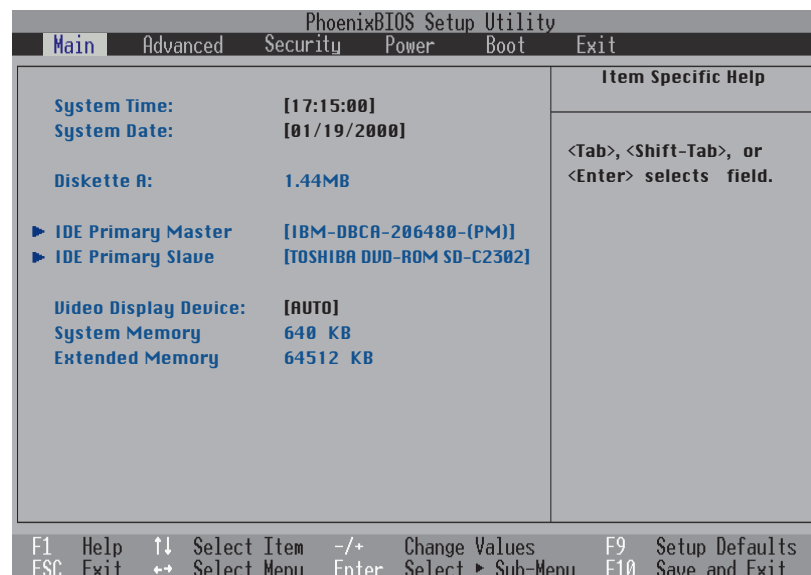 PhoenixBIOS Setup Utility
Main Advanced Security Power Boot Exit
Item Specific Help
System Time: [17:15:00]
System Date: [01/19/2000]
<Tab>, <Shift-Tab>, or
<Enter> selects field.
Diskette A: 1.44MB
► IDE Primary Master [IBM-DBCA-206480-(PM)]
► IDE Primary Slave [TOSHIBA DVD-ROM SD-C2302]
Video Display Device: [AUTO]
System Memory 640 KB
Extended Memory 64512 KB
F1 Help ↑↓ Select Item -/+ Change Values F9 Setup Defaults
ESC Exit ←→ Select Menu Enter Select ► Sub-Menu F10 Save and Exit